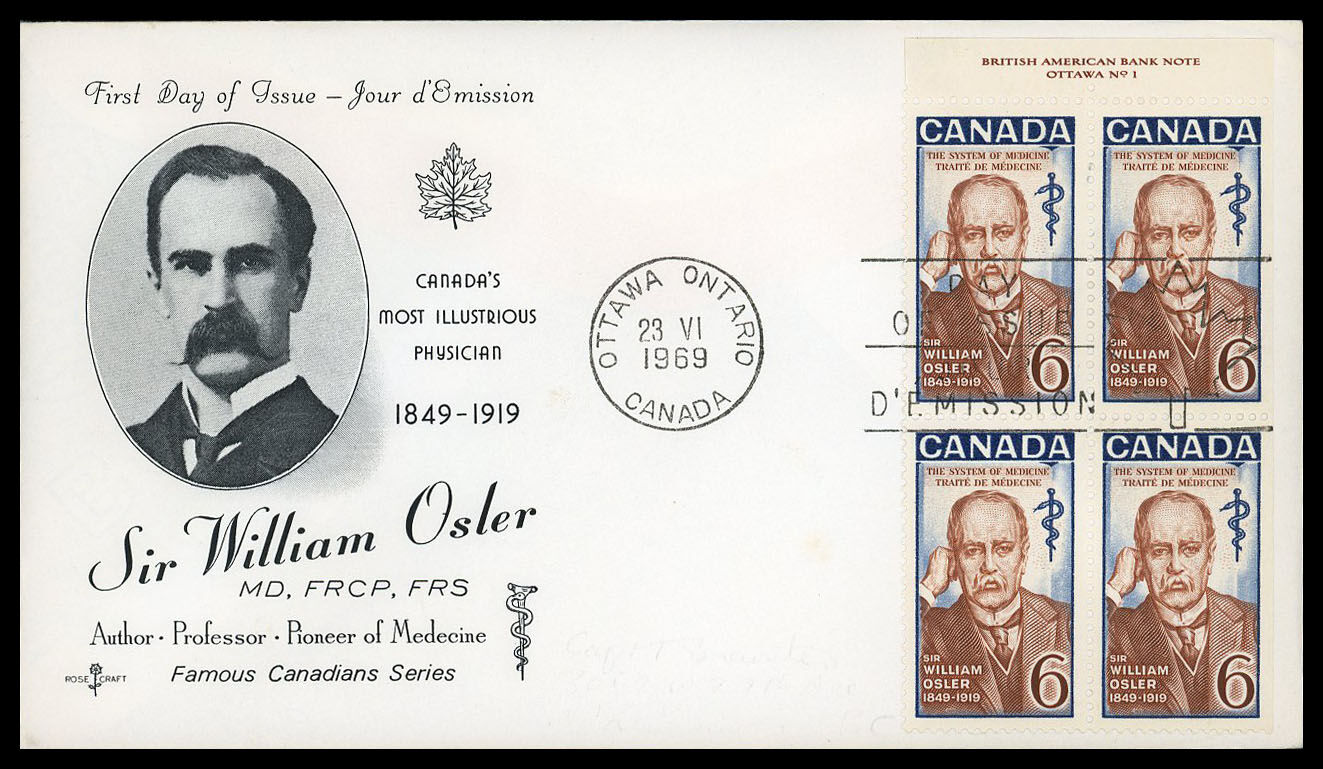 First Day of Issue – Jour d'Emission
CANADA'S
MOST ILLUSTRIOUS
PHYSICIAN
1849-1919
Sir William Osler
MD, FRCP, FRS
Author · Professor · Pioneer of Medecine
Famous Canadians Series
ROSE CRAFT
OTTAWA ONTARIO
23 VI
1969
CANADA
BRITISH AMERICAN BANK NOTE
OTTAWA Nº 1
CANADA
THE SYSTEM OF MEDICINE
TRAITÉ DE MÉDECINE
SIR
WILLIAM
OSLER
1849-1919
6
CANADA
THE SYSTEM OF MEDICINE
TRAITÉ DE MÉDECINE
SIR
WILLIAM
OSLER
1849-1919
6
DAY
OF ISSUE
D'EMISSION
CANADA
THE SYSTEM OF MEDICINE
TRAITÉ DE MÉDECINE
SIR
WILLIAM
OSLER
1849-1919
6
CANADA
THE SYSTEM OF MEDICINE
TRAITÉ DE MÉDECINE
SIR
WILLIAM
OSLER
1849-1919
6